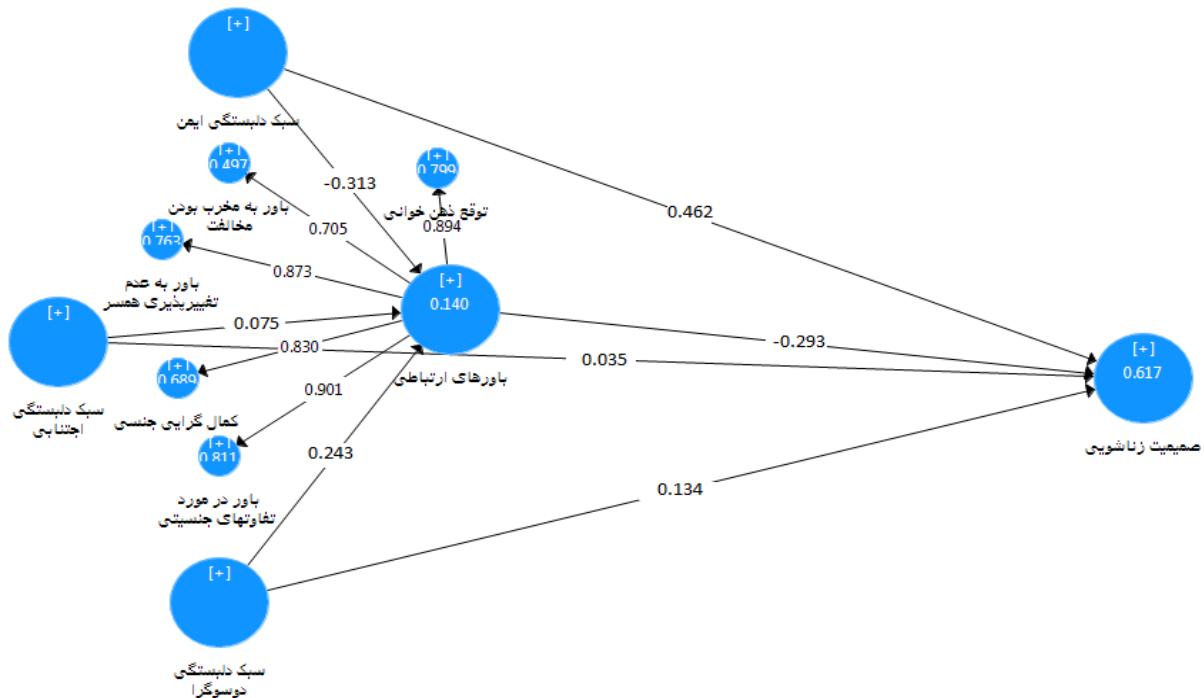 [+]
سبک دلبستگی ایمن
[+]
0.497
باور به مخرب بودن
مخالفت
[+]
0.799
توقع ذهن خوانی
-0.313
0.462
0.705
0.894
[+]
0.763
باور به عدم
تغییرپذیری همسر
0.873
[+]
0.140
باورهای ارتباطی
[+]
سبک دلبستگی
اجتنابی
0.075
0.830
0.035
-0.293
[+]
0.617
صمیمیت زناشویی
[+]
0.689
کمال گرایی جنسی
0.901
[+]
0.811
باور در مورد
تفاوتهای جنسیتی
0.243
0.134
[+]
سبک دلبستگی
دوسوگرا